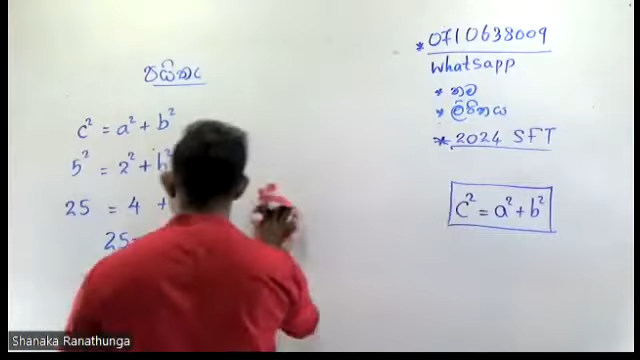 පයිතඃ
c² = a² + b²
5² = 2² + h²
25 = 4 +
25-
* 0710638009
Whatsapp
* නම
* ලිපිනය
* 2024 SFT
c² = a² + b²
Shanaka Ranathunga